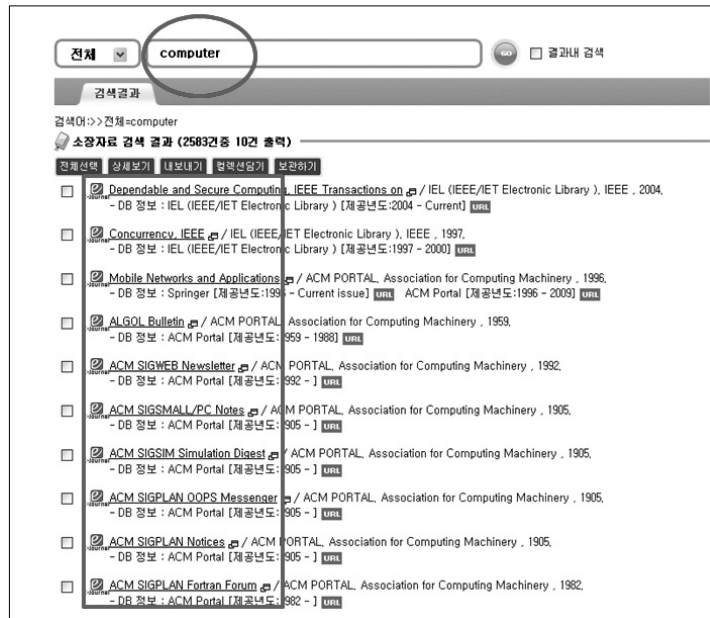 전체 computer GO 결과내 검색
검색결과
검색어:>>전체=computer
소장자료 검색 결과 (2583건중 10건 출력)
전체선택 상세보기 내보내기 컬렉션담기 보관하기
Dependable and Secure Computing, IEEE Transactions on / IEL (IEEE/IET Electronic Library ), IEEE , 2004,
- DB 정보 : IEL (IEEE/IET Electronic Library ) [제공년도:2004 - Current] URL
Concurrency, IEEE / IEL (IEEE/IET Electronic Library ), IEEE , 1997,
- DB 정보 : IEL (IEEE/IET Electronic Library ) [제공년도:1997 - 2000] URL
Mobile Networks and Applications / ACM PORTAL, Association for Computing Machinery , 1996,
- DB 정보 : Springer [제공년도:1996 - Current issue] URL ACM Portal [제공년도:1996 - 2009] URL
ALGOL Bulletin / ACM PORTAL, Association for Computing Machinery , 1959,
- DB 정보 : ACM Portal [제공년도:1959 - 1988] URL
ACM SIGWEB Newsletter / ACM PORTAL, Association for Computing Machinery , 1992,
- DB 정보 : ACM Portal [제공년도:1992 - ] URL
ACM SIGSMALL/PC Notes / ACM PORTAL, Association for Computing Machinery , 1905,
- DB 정보 : ACM Portal [제공년도:1905 - ] URL
ACM SIGSIM Simulation Digest / ACM PORTAL, Association for Computing Machinery , 1905,
- DB 정보 : ACM Portal [제공년도:1905 - ] URL
ACM SIGPLAN OOPS Messenger / ACM PORTAL, Association for Computing Machinery , 1905,
- DB 정보 : ACM Portal [제공년도:1905 - ] URL
ACM SIGPLAN Notices / ACM PORTAL, Association for Computing Machinery , 1905,
- DB 정보 : ACM Portal [제공년도:1905 - ] URL
ACM SIGPLAN Fortran Forum / ACM PORTAL, Association for Computing Machinery , 1982,
- DB 정보 : ACM Portal [제공년도:1982 - ] URL